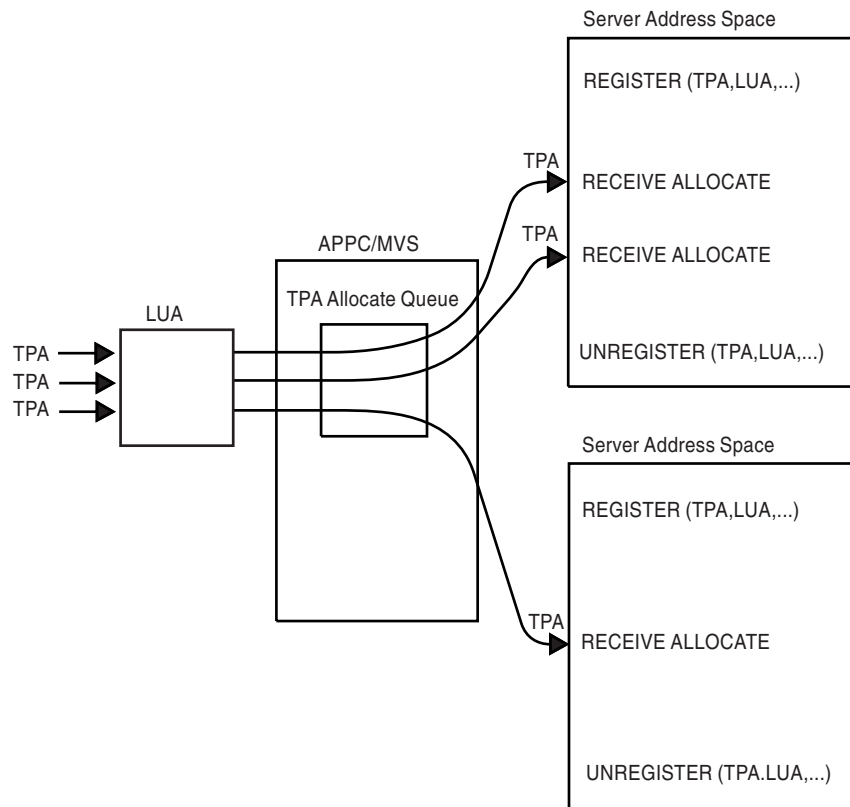 Server Address Space
REGISTER (TPA,LUA,...)
TPA
RECEIVE ALLOCATE
TPA
RECEIVE ALLOCATE
APPC/MVS
TPA Allocate Queue
LUA
TPA
TPA
TPA
UNREGISTER (TPA,LUA,...)
Server Address Space
REGISTER (TPA,LUA,...)
TPA
RECEIVE ALLOCATE
UNREGISTER (TPA.LUA,...)